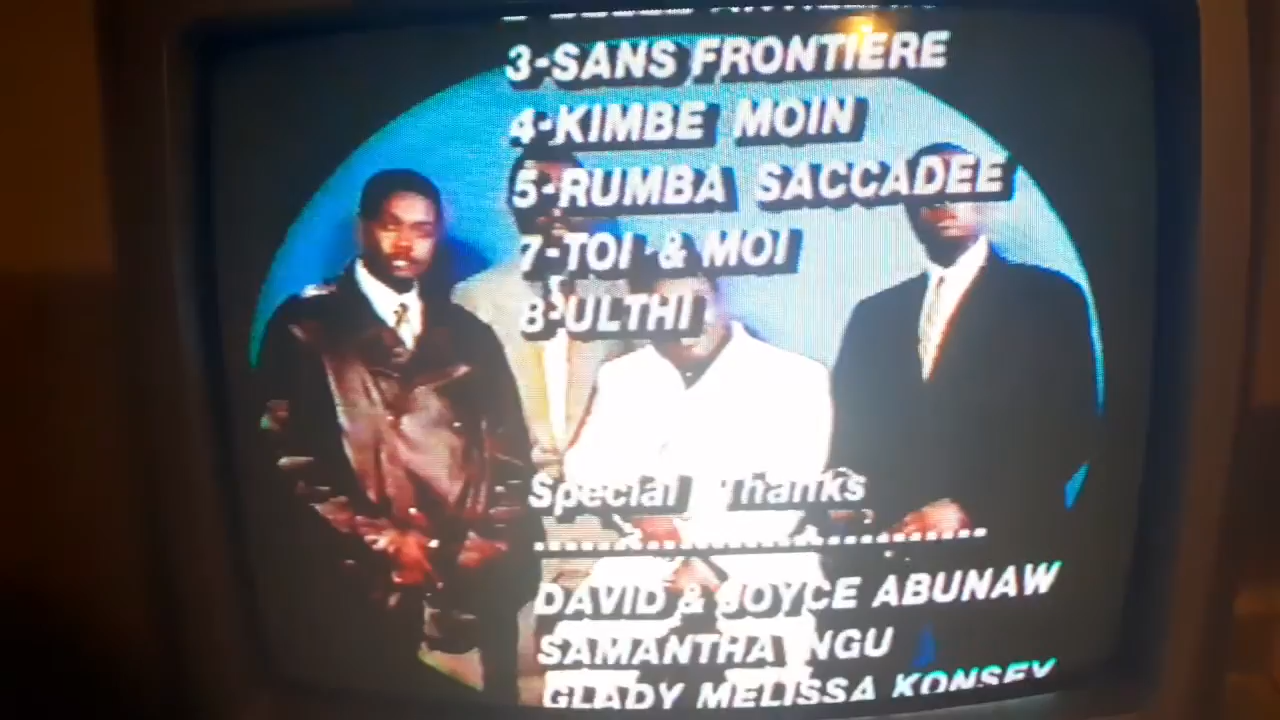 3-SANS FRONTIERE
4-KIMBE MOIN
5-RUMBA SACCADEE
7-TOI & MOI
8-ULTHI
Special Thanks
DAVID & JOYCE ABUNAW
SAMANTHA NGU
GLADY MELISSA KONSEY